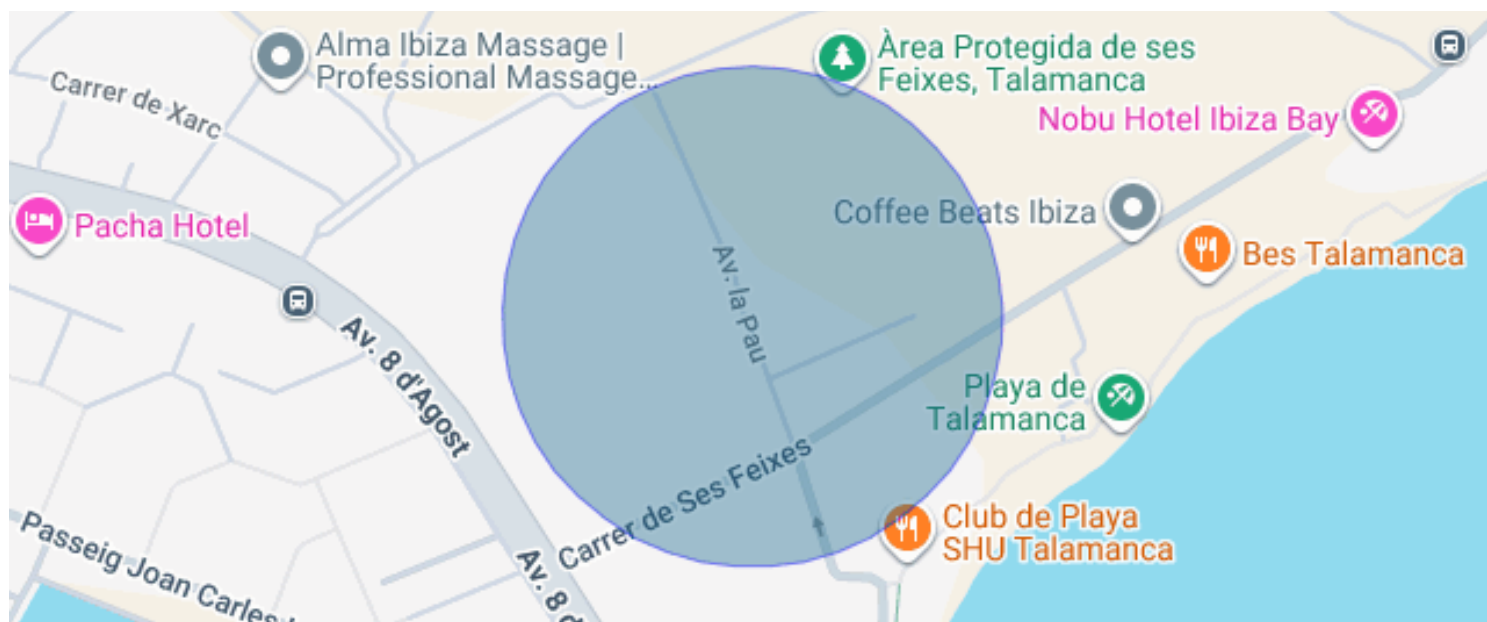 Alma Ibiza Massage |
Professional Massage...
Àrea Protegida de ses
Feixes, Talamanca
Carrer de Xarc
Nobu Hotel Ibiza Bay
Pacha Hotel
Coffee Beats Ibiza
Bes Talamanca
Av. la Pau
Av. 8 d'Agost
Playa de
Talamanca
Carrer de Ses Feixes
Club de Playa
SHU Talamanca
Passeig Joan Carles
Av. 8